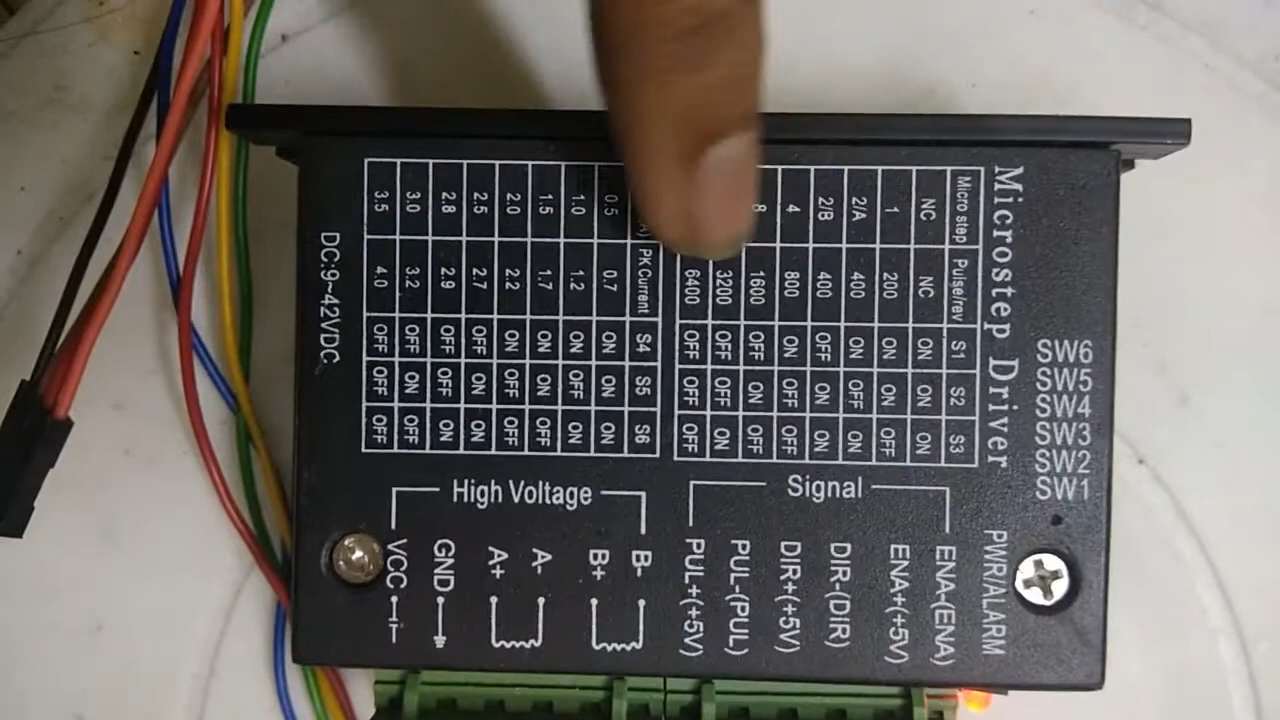 Microstep Driver
Micro step Pulse/rev S1 S2 S3
NC NC ON ON ON
1 200 ON ON OFF
2/A 400 ON OFF ON
2/B 400 OFF ON ON
4 800 ON OFF OFF
8 1600 OFF ON OFF
3200 OFF OFF ON
6400 OFF OFF OFF
PK Current S4 S5 S6
0.5 0.7 ON ON ON
1.0 1.2 ON OFF ON
1.5 1.7 ON ON OFF
2.0 2.2 ON OFF OFF
2.5 2.7 OFF ON ON
2.8 2.9 OFF OFF ON
3.0 3.2 OFF ON OFF
3.5 4.0 OFF OFF OFF
DC:9~42VDC.
SW6
SW5
SW4
SW3
SW2
SW1
PWR/ALARM
Signal
ENA-(ENA)
ENA+(+5V)
DIR-(DIR)
DIR+(+5V)
PUL-(PUL)
PUL+(+5V)
High Voltage
B-
B+
A-
A+
GND
VCC